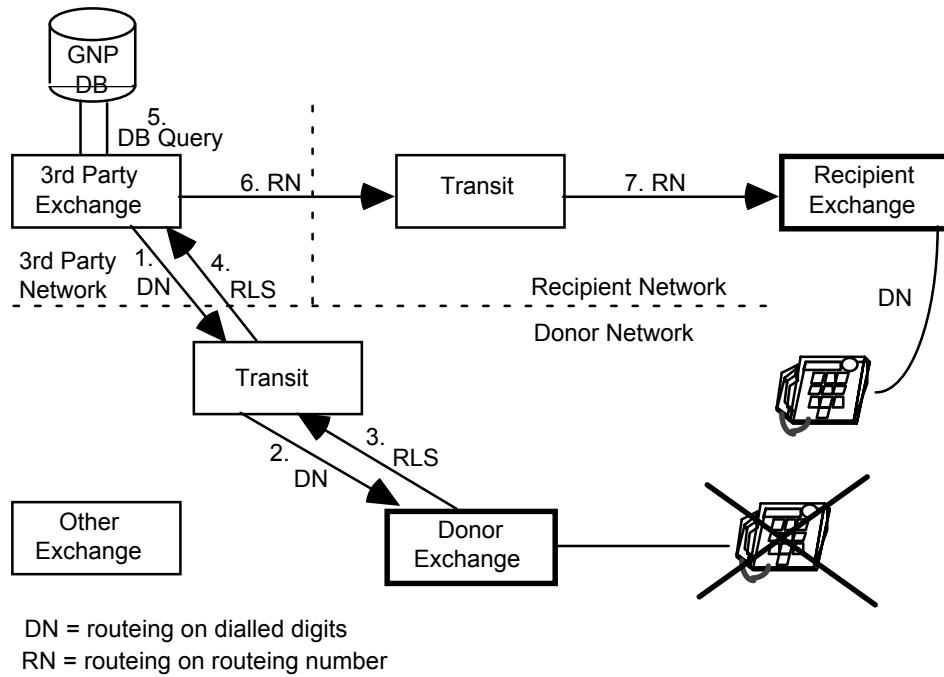 GNP
DB
5.
DB Query
3rd Party
Exchange
6. RN
Transit
7. RN
Recipient
Exchange
3rd Party
Network
1.
DN
4.
RLS
Recipient Network
Donor Network
DN
Transit
2.
DN
3.
RLS
Other
Exchange
Donor
Exchange
DN = routeing on dialled digits
RN = routeing on routeing number